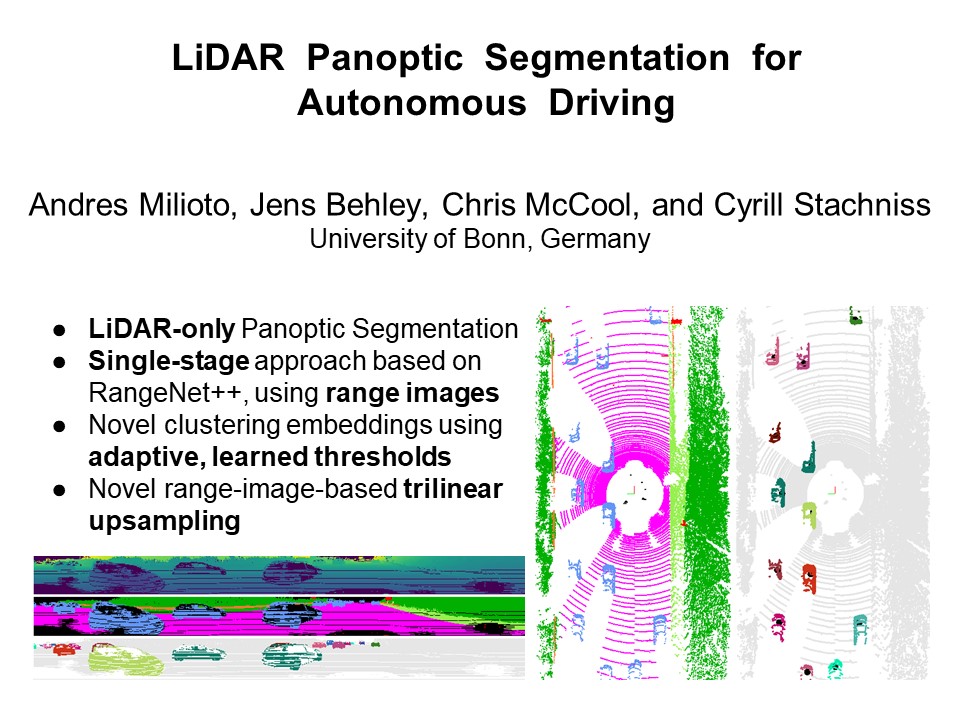 LiDAR Panoptic Segmentation for
Autonomous Driving
Andres Milioto, Jens Behley, Chris McCool, and Cyrill Stachniss
University of Bonn, Germany
● LiDAR-only Panoptic Segmentation
● Single-stage approach based on
RangeNet++, using range images
● Novel clustering embeddings using
adaptive, learned thresholds
● Novel range-image-based trilinear
upsampling